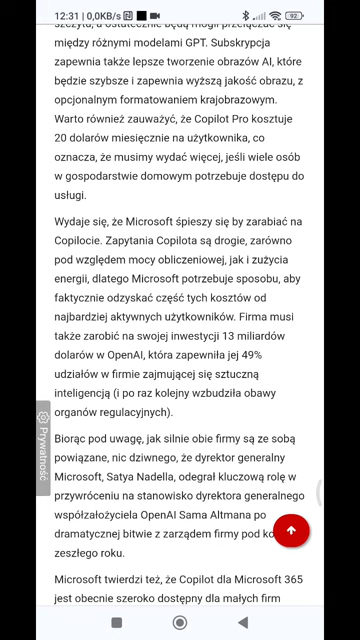 12:31 | 0,0KB/s
92
szczytu, a ostatecznie będą mogli przełączać się
między różnymi modelami GPT. Subskrypcja
zapewnia także lepsze tworzenie obrazów AI, które
będzie szybsze i zapewnia wyższą jakość obrazu, z
opcjonalnym formatowaniem krajobrazowym.
Warto również zauważyć, że Copilot Pro kosztuje
20 dolarów miesięcznie na użytkownika, co
oznacza, że musimy wydać więcej, jeśli wiele osób
w gospodarstwie domowym potrzebuje dostępu do
usługi.
Wydaje się, że Microsoft śpieszy się by zarabiać na
Copilocie. Zapytania Copilota są drogie, zarówno
pod względem mocy obliczeniowej, jak i zużycia
energii, dlatego Microsoft potrzebuje sposobu, aby
faktycznie odzyskać część tych kosztów od
najbardziej aktywnych użytkowników. Firma musi
także zarobić na swojej inwestycji 13 miliardów
dolarów w OpenAI, która zapewniła jej 49%
udziałów w firmie zajmującej się sztuczną
inteligencją (i po raz kolejny wzbudziła obawy
organów regulacyjnych).
Prywatność
Biorąc pod uwagę, jak silnie obie firmy są ze sobą
powiązane, nic dziwnego, że dyrektor generalny
Microsoft, Satya Nadella, odegrał kluczową rolę w
przywróceniu na stanowisko dyrektora generalnego
współzałożyciela OpenAI Sama Altmana po
dramatycznej bitwie z zarządem firmy pod
zeszłego roku.
Microsoft twierdzi też, że Copilot dla Microsoft 365
jest obecnie szeroko dostępny dla małych firm